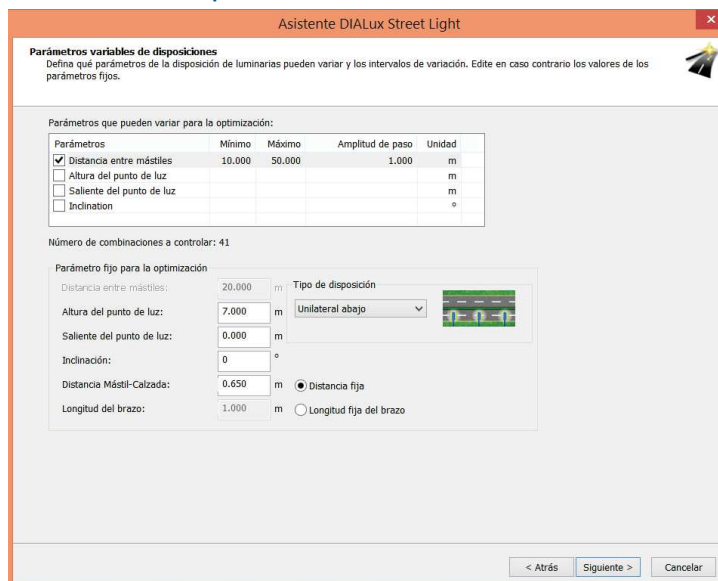 Asistente DIALux Street Light
Parámetros variables de disposiciones
Defina qué parámetros de la disposición de luminarias pueden variar y los intervalos de variación. Edite en caso contrario los valores de los
parámetros fijos.
Parámetros que pueden variar para la optimización:
Parámetros Mínimo Máximo Amplitud de paso Unidad
Distancia entre mástiles 10.000 50.000 1.000 m
Altura del punto de luz m
Saliente del punto de luz m
Inclination °
Número de combinaciones a controlar: 41
Parámetro fijo para la optimización
Distancia entre mástiles: 20.000 m
Tipo de disposición
Altura del punto de luz: 7.000 m
Unilateral abajo
Saliente del punto de luz: 0.000 m
Inclinación: 0 °
Distancia Mástil-Calzada: 0.650 m
Distancia fija
Longitud del brazo: 1.000 m
Longitud fija del brazo
< Atrás Siguiente > Cancelar